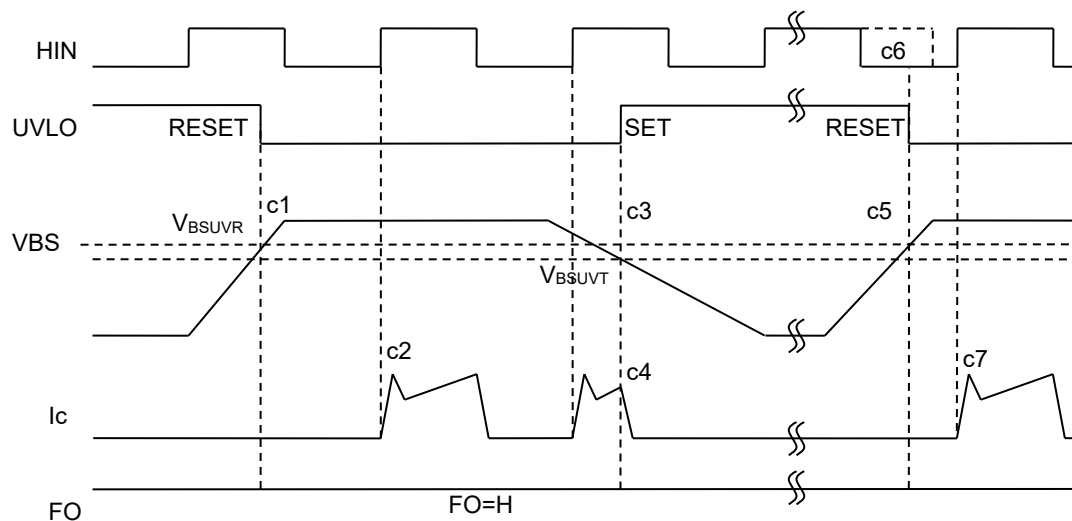 HIN
c6
UVLO
RESET
SET
RESET
VBS
VBSUVR
c1
c3
c5
VBSUVT
Ic
c2
c4
c7
FO
FO=H